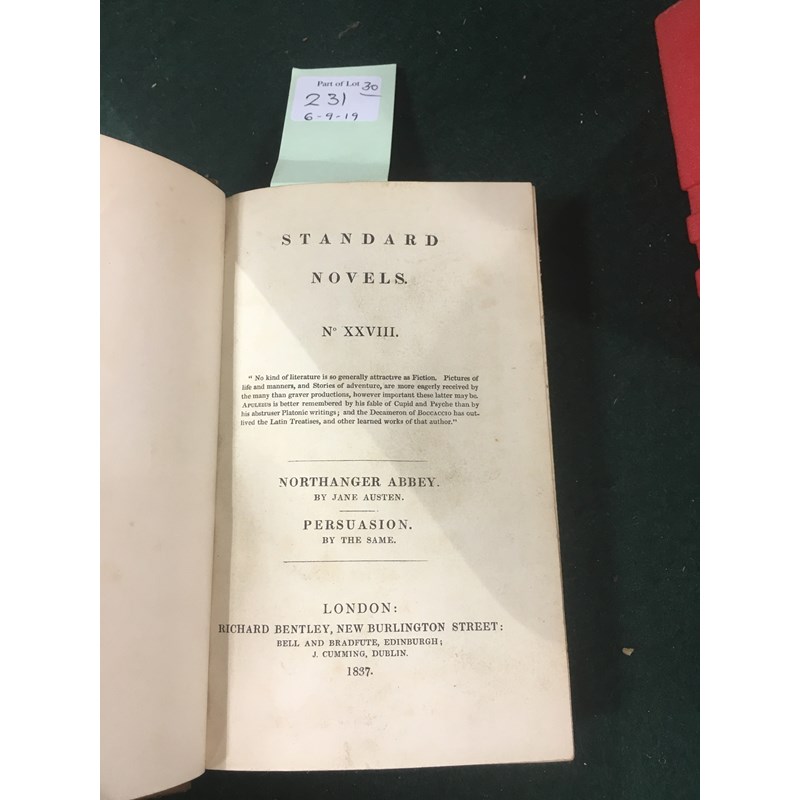 Part of Lot 30
231
6-9-19
STANDARD
NOVELS.
No XXVIII.
"No kind of literature is so generally attractive as Fiction. Pictures of
life and manners, and Stories of adventure, are more eagerly received by
the many than graver productions, however important these latter may be.
APULEIUS is better remembered by his fable of Cupid and Psyche than by
his abstruser Platonic writings; and the Decameron of BOCCACCIO has out-
lived the Latin Treatises, and other learned works of that author."
NORTHANGER ABBEY.
BY JANE AUSTEN.
PERSUASION.
BY THE SAME.
LONDON:
RICHARD BENTLEY, NEW BURLINGTON STREET:
BELL AND BRADFUTE, EDINBURGH;
J. CUMMING, DUBLIN.
1837.